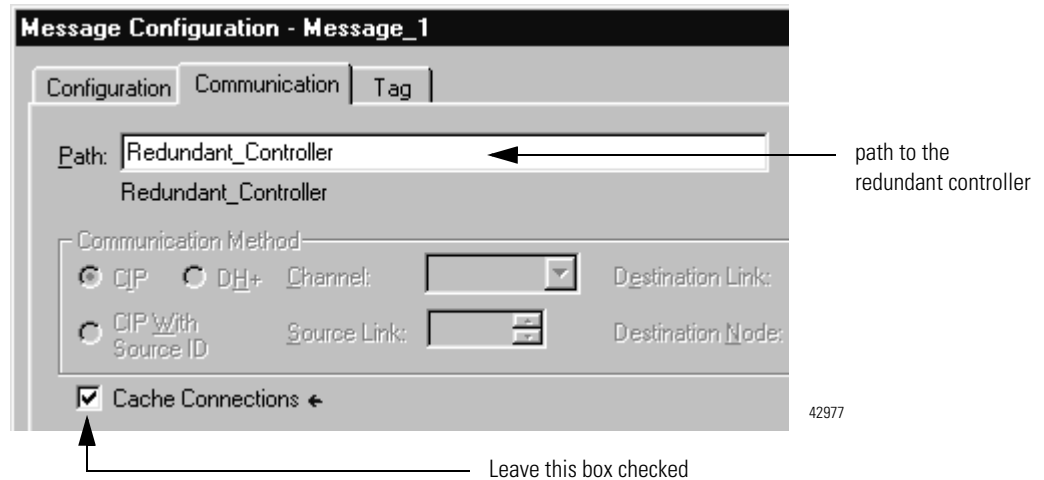 Message Configuration - Message_1
Configuration Communication Tag
Path: Redundant_Controller
path to the
redundant controller
Redundant_Controller
Communication Method
CIP DH+ Channel: Destination Link:
CIP With
Source ID
Source Link: Destination Node:
Cache Connections ←
42977
Leave this box checked